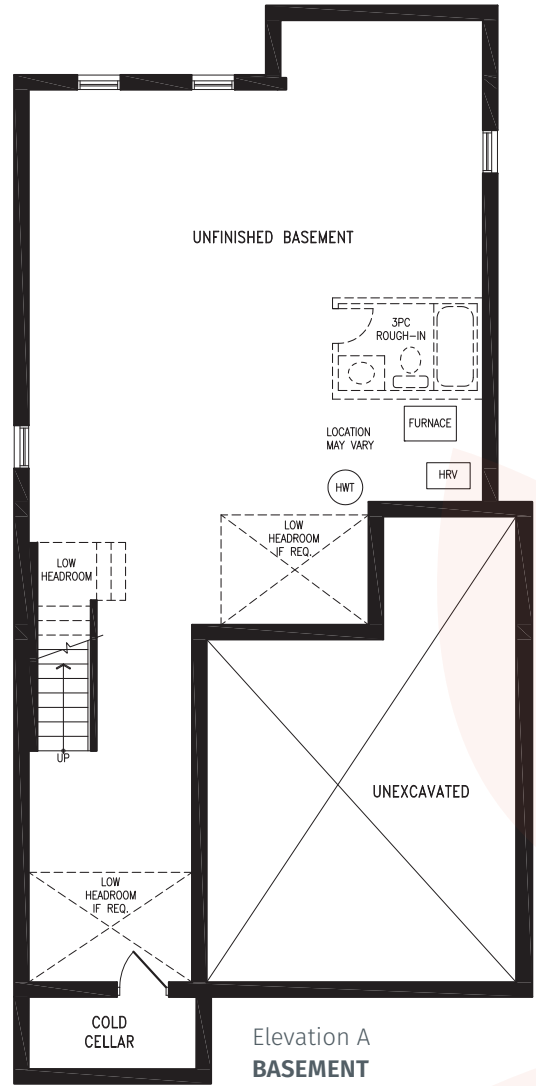 UNFINISHED BASEMENT
3PC
ROUGH-IN
FURNACE
LOCATION
MAY VARY
HRV
HWT
LOW
HEADROOM
IF REQ.
LOW
HEADROOM
UP
UNEXCAVATED
LOW
HEADROOM
IF REQ.
COLD
CELLAR
Elevation A
BASEMENT